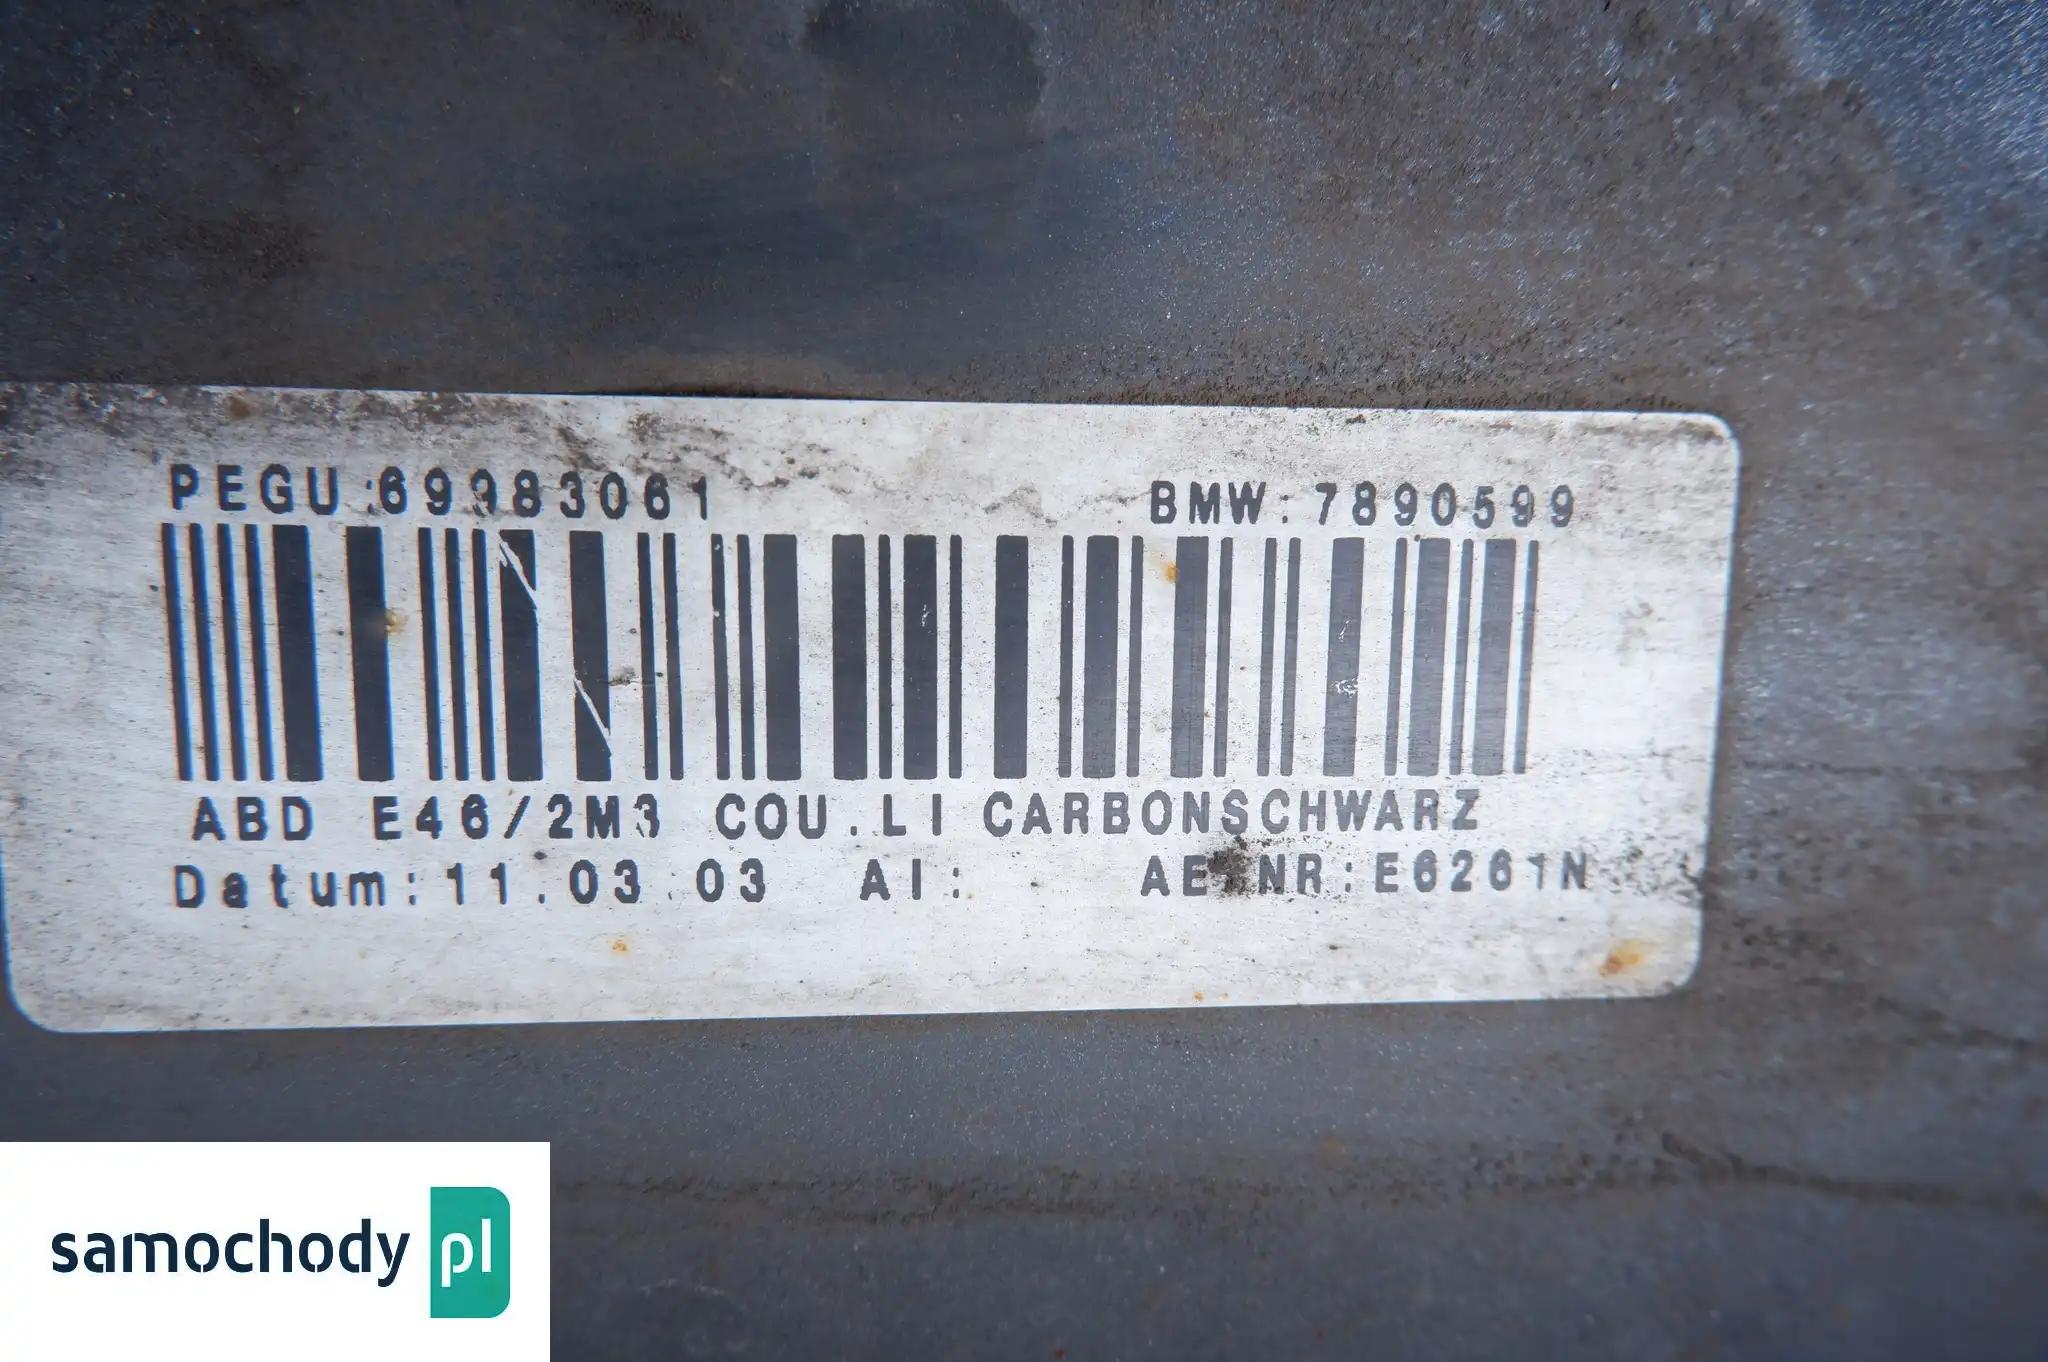 PEGU:69983061 BMW: 7890599
ABD E46/2M3 COU.LI CARBONSCHWARZ
Datum:11.03.03 AI: AE-NR:E6261N
samochody pl